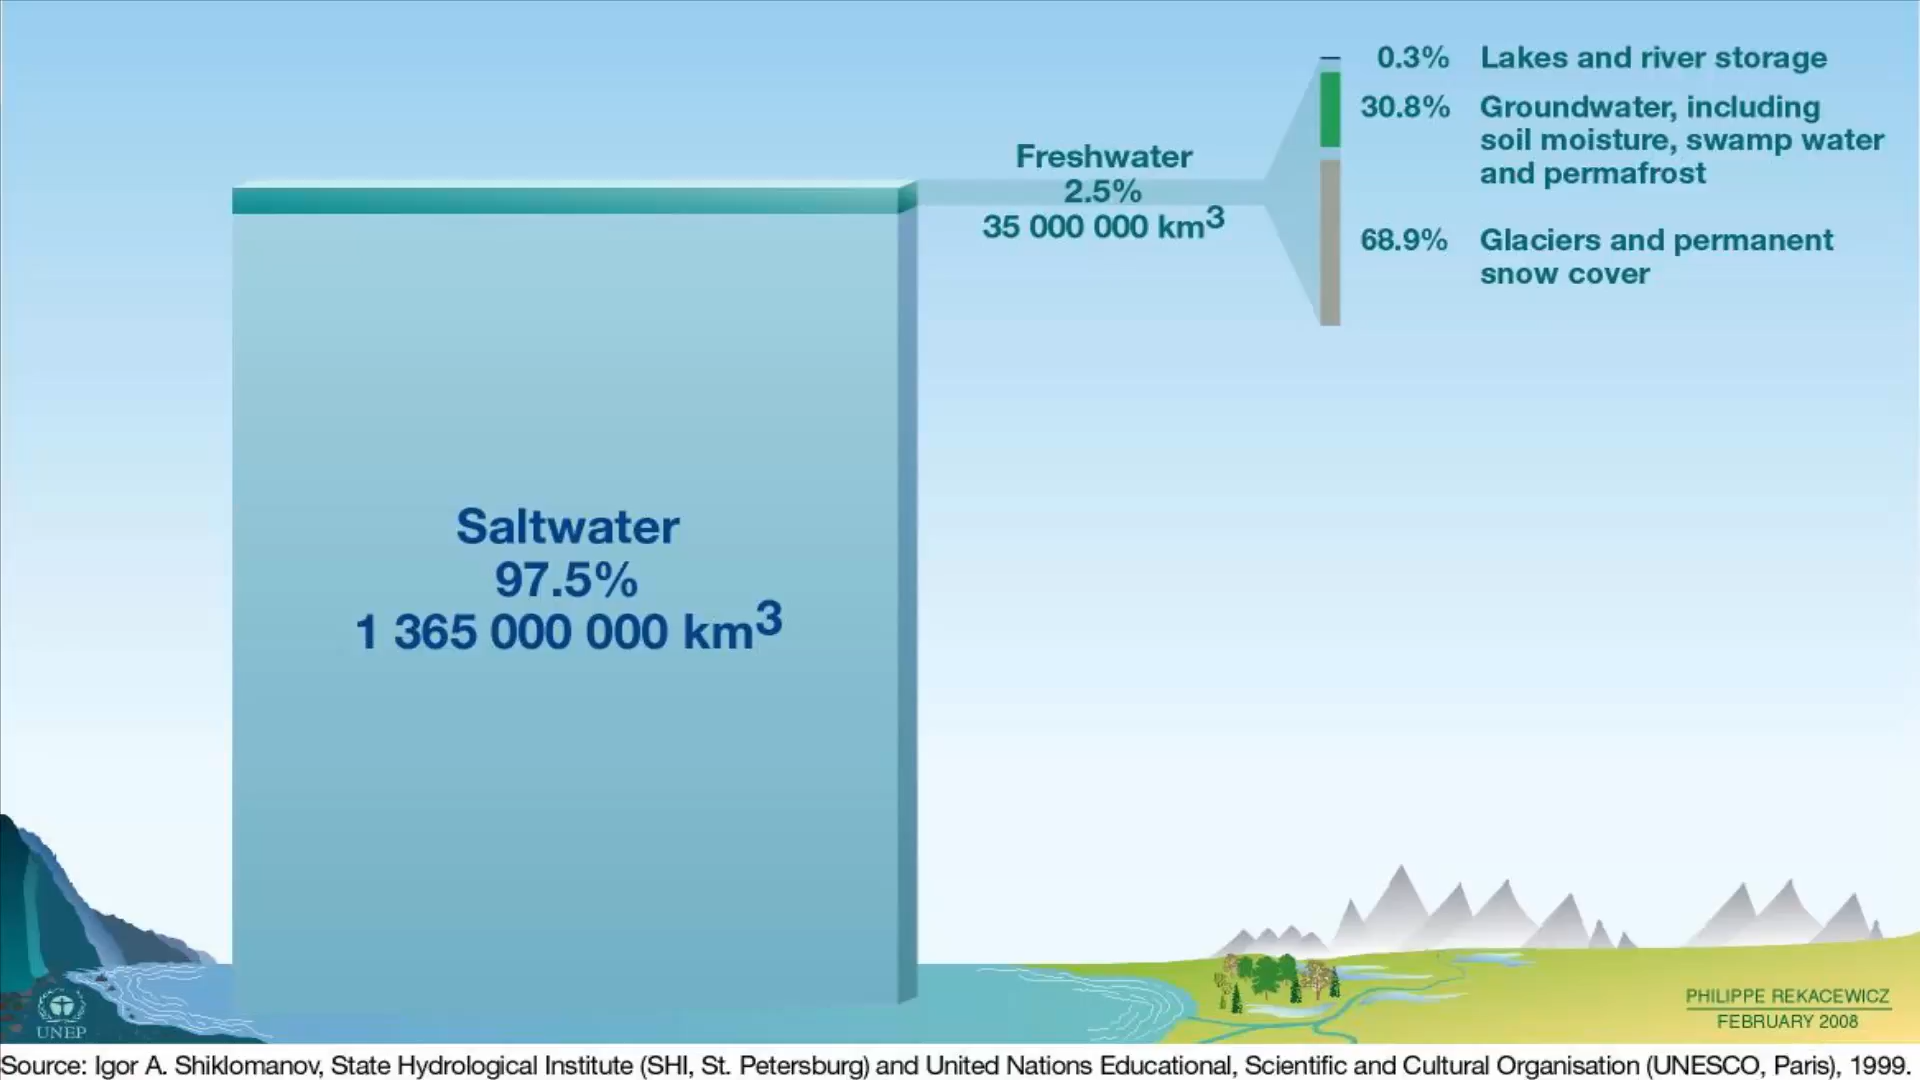 0.3% Lakes and river storage
30.8% Groundwater, including
soil moisture, swamp water
and permafrost
68.9% Glaciers and permanent
snow cover
Freshwater
2.5%
35 000 000 km³
Saltwater
97.5%
1 365 000 000 km³
UNEP
PHILIPPE REKACEWICZ
FEBRUARY 2008
Source: Igor A. Shiklomanov, State Hydrological Institute (SHI, St. Petersburg) and United Nations Educational, Scientific and Cultural Organisation (UNESCO, Paris), 1999.